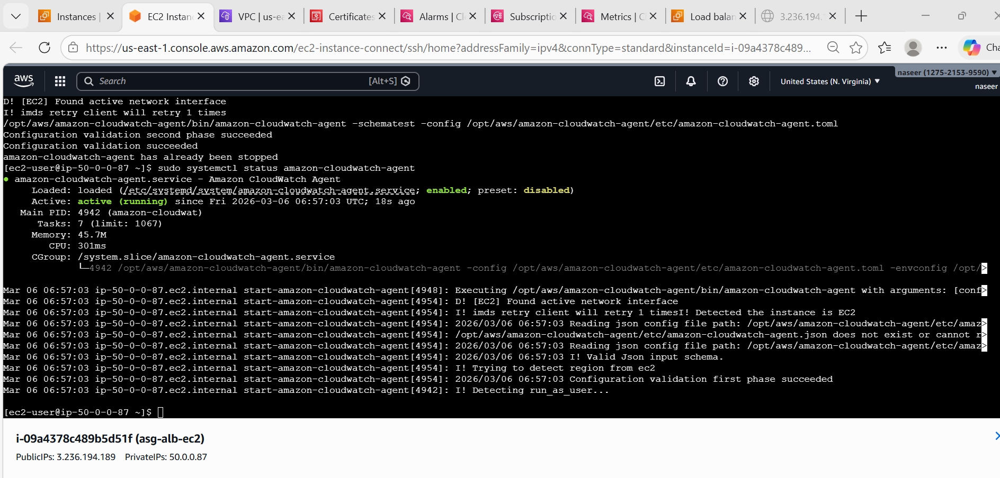 Instances |
EC2 Instan
VPC | us-ea
Certificates
Alarms | Cl
Subscriptio
Metrics | C
Load balan
3.236.194.
https://us-east-1.console.aws.amazon.com/ec2-instance-connect/ssh/home?addressFamily=ipv4&connType=standard&instanceId=i-09a4378c489...
Cha
aws
Search
[Alt+S]
United States (N. Virginia) ▼
naseer (1275-2153-9590) ▼
naseer
D! [EC2] Found active network interface
I! imds retry client will retry 1 times
/opt/aws/amazon-cloudwatch-agent/bin/amazon-cloudwatch-agent -schematest -config /opt/aws/amazon-cloudwatch-agent/etc/amazon-cloudwatch-agent.toml
Configuration validation second phase succeeded
Configuration validation succeeded
amazon-cloudwatch-agent has already been stopped
[ec2-user@ip-50-0-0-87 ~]$ sudo systemctl status amazon-cloudwatch-agent
● amazon-cloudwatch-agent.service - Amazon CloudWatch Agent
Loaded: loaded (/etc/systemd/system/amazon-cloudwatch-agent.service; enabled; preset: disabled)
Active: active (running) since Fri 2026-03-06 06:57:03 UTC; 18s ago
Main PID: 4942 (amazon-cloudwat)
Tasks: 7 (limit: 1067)
Memory: 45.7M
CPU: 301ms
CGroup: /system.slice/amazon-cloudwatch-agent.service
└─4942 /opt/aws/amazon-cloudwatch-agent/bin/amazon-cloudwatch-agent -config /opt/aws/amazon-cloudwatch-agent/etc/amazon-cloudwatch-agent.toml -envconfig /opt/>
Mar 06 06:57:03 ip-50-0-0-87.ec2.internal start-amazon-cloudwatch-agent[4948]: Executing /opt/aws/amazon-cloudwatch-agent/bin/amazon-cloudwatch-agent with arguments: [conf>
Mar 06 06:57:03 ip-50-0-0-87.ec2.internal start-amazon-cloudwatch-agent[4954]: D! [EC2] Found active network interface
Mar 06 06:57:03 ip-50-0-0-87.ec2.internal start-amazon-cloudwatch-agent[4954]: I! imds retry client will retry 1 timesI! Detected the instance is EC2
Mar 06 06:57:03 ip-50-0-0-87.ec2.internal start-amazon-cloudwatch-agent[4954]: 2026/03/06 06:57:03 Reading json config file path: /opt/aws/amazon-cloudwatch-agent/etc/amaz>
Mar 06 06:57:03 ip-50-0-0-87.ec2.internal start-amazon-cloudwatch-agent[4954]: /opt/aws/amazon-cloudwatch-agent/etc/amazon-cloudwatch-agent.json does not exist or cannot r>
Mar 06 06:57:03 ip-50-0-0-87.ec2.internal start-amazon-cloudwatch-agent[4954]: 2026/03/06 06:57:03 Reading json config file path: /opt/aws/amazon-cloudwatch-agent/etc/amaz>
Mar 06 06:57:03 ip-50-0-0-87.ec2.internal start-amazon-cloudwatch-agent[4954]: 2026/03/06 06:57:03 I! Valid Json input schema.
Mar 06 06:57:03 ip-50-0-0-87.ec2.internal start-amazon-cloudwatch-agent[4954]: I! Trying to detect region from ec2
Mar 06 06:57:03 ip-50-0-0-87.ec2.internal start-amazon-cloudwatch-agent[4954]: 2026/03/06 06:57:03 Configuration validation first phase succeeded
Mar 06 06:57:03 ip-50-0-0-87.ec2.internal start-amazon-cloudwatch-agent[4942]: I! Detecting run_as_user...
[ec2-user@ip-50-0-0-87 ~]$
i-09a4378c489b5d51f (asg-alb-ec2)
PublicIPs: 3.236.194.189 PrivateIPs: 50.0.0.87